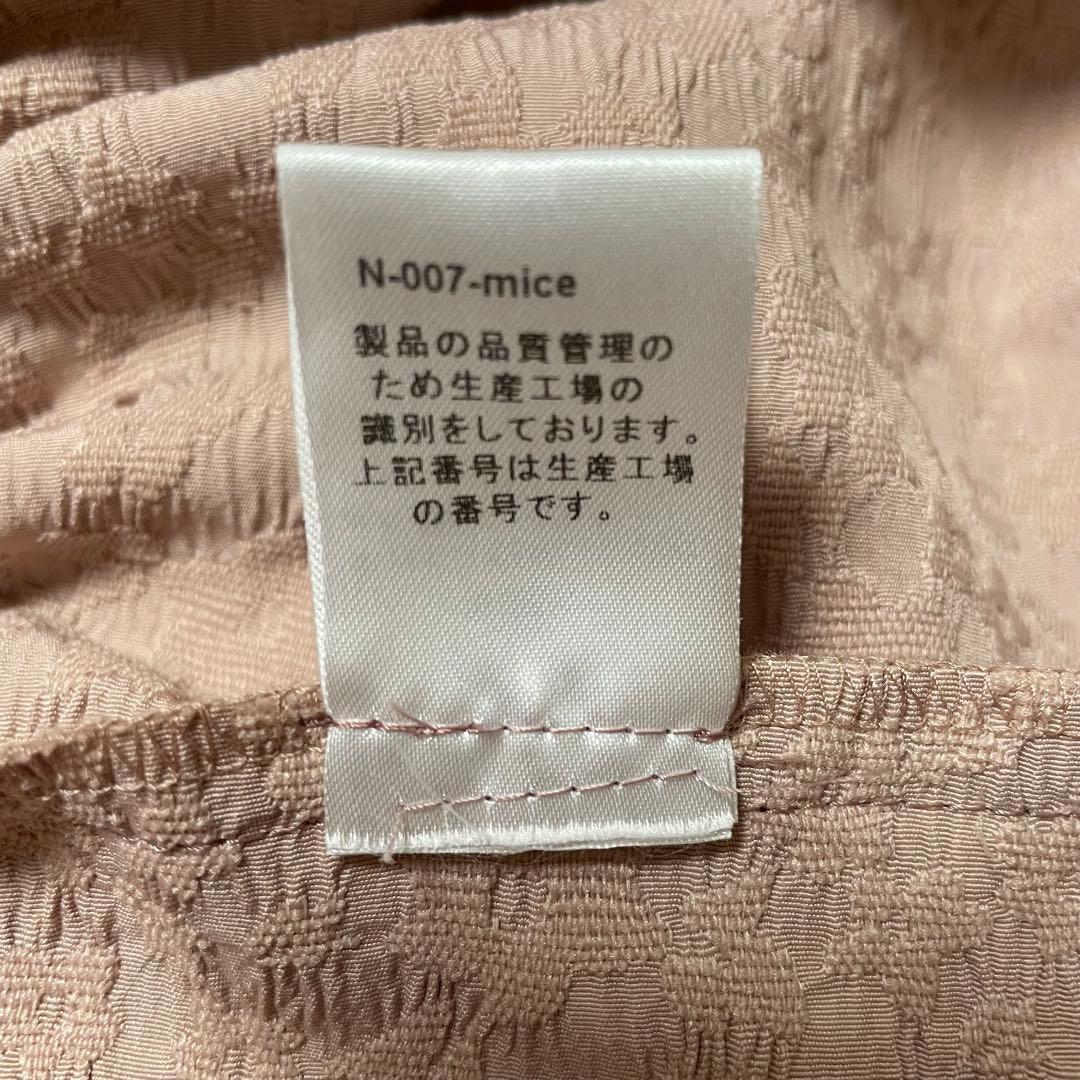 N-007-mice
製品の品質管理の
ため生産工場の
識別をしております。
上記番号は生産工場
の番号です。